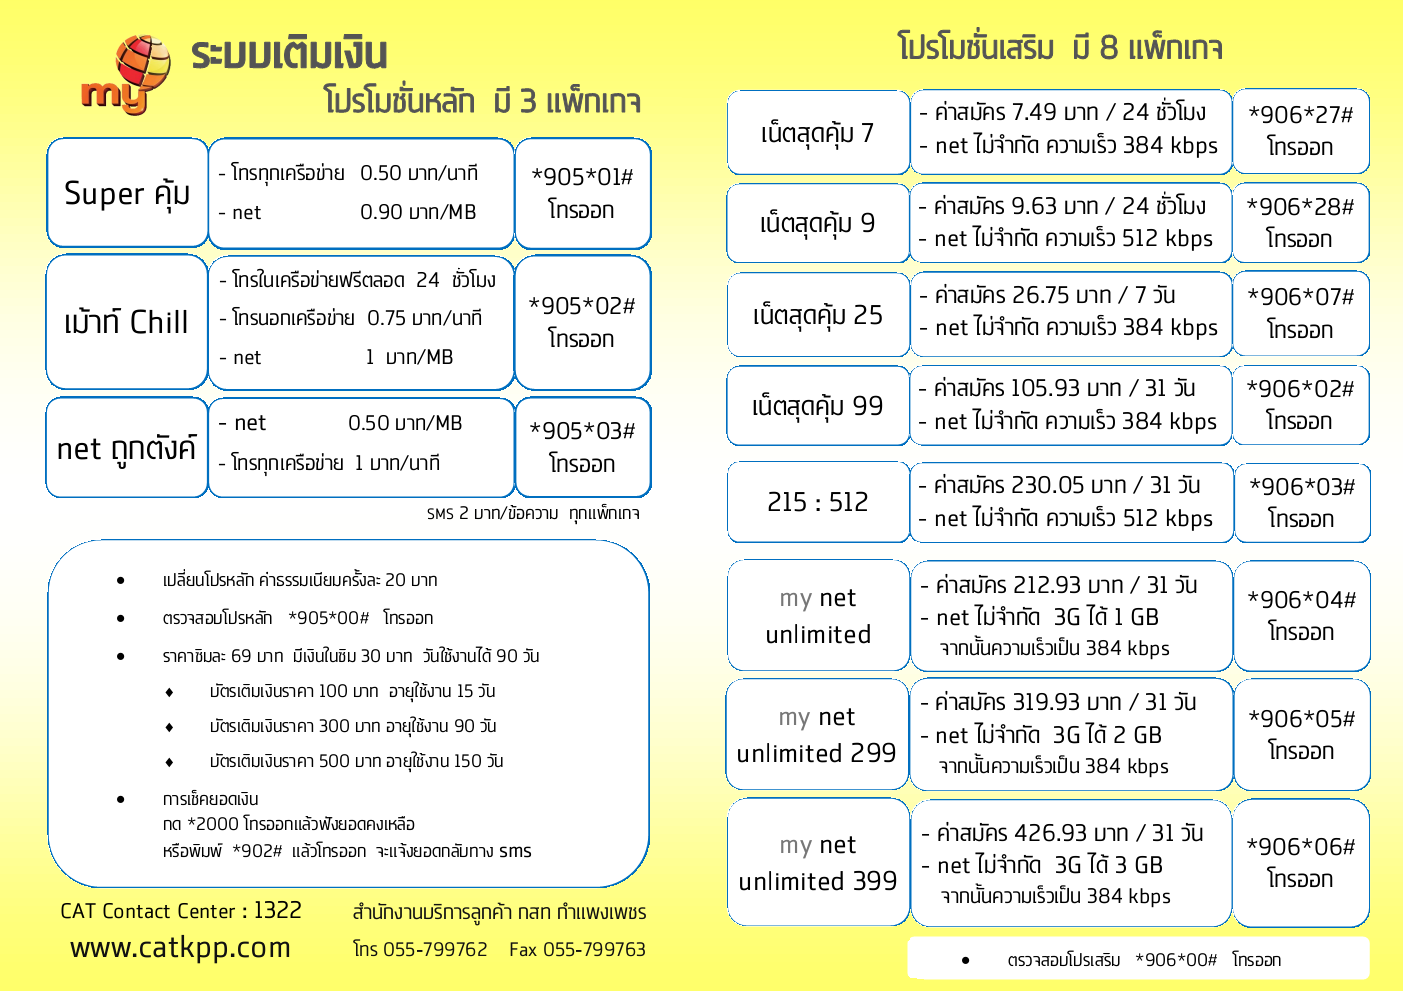 my
ระบบเติมเงิน
โปรโมชั่นหลัก มี 3 แพ็กเกจ
Super คุ้ม
- โทรทุกเครือข่าย 0.50 บาท/นาที
- net 0.90 บาท/MB
*905*01#
โทรออก
เม้าท์ Chill
- โทรในเครือข่ายฟรีตลอด 24 ชั่วโมง
- โทรนอกเครือข่าย 0.75 บาท/นาที
- net 1 บาท/MB
*905*02#
โทรออก
net ถูกตังค์
- net 0.50 บาท/MB
- โทรทุกเครือข่าย 1 บาท/นาที
*905*03#
โทรออก
SMS 2 บาท/ข้อความ ทุกแพ็กเกจ
• เปลี่ยนโปรหลัก ค่าธรรมเนียมครั้งละ 20 บาท
• ตรวจสอบโปรหลัก *905*00# โทรออก
• ราคาซิมละ 69 บาท มีเงินในซิม 30 บาท วันใช้งานได้ 90 วัน
♦ บัตรเติมเงินราคา 100 บาท อายุใช้งาน 15 วัน
♦ บัตรเติมเงินราคา 300 บาท อายุใช้งาน 90 วัน
♦ บัตรเติมเงินราคา 500 บาท อายุใช้งาน 150 วัน
• การเช็คยอดเงิน
กด *2000 โทรออกแล้วฟังยอดคงเหลือ
หรือพิมพ์ *902# แล้วโทรออก จะแจ้งยอดกลับทาง sms
CAT Contact Center : 1322
www.catkpp.com
สำนักงานบริการลูกค้า กสท กำแพงเพชร
โทร 055-799762 Fax 055-799763
โปรโมชั่นเสริม มี 8 แพ็กเกจ
เน็ตสุดคุ้ม 7
- ค่าสมัคร 7.49 บาท / 24 ชั่วโมง
- net ไม่จำกัด ความเร็ว 384 kbps
*906*27#
โทรออก
เน็ตสุดคุ้ม 9
- ค่าสมัคร 9.63 บาท / 24 ชั่วโมง
- net ไม่จำกัด ความเร็ว 512 kbps
*906*28#
โทรออก
เน็ตสุดคุ้ม 25
- ค่าสมัคร 26.75 บาท / 7 วัน
- net ไม่จำกัด ความเร็ว 384 kbps
*906*07#
โทรออก
เน็ตสุดคุ้ม 99
- ค่าสมัคร 105.93 บาท / 31 วัน
- net ไม่จำกัด ความเร็ว 384 kbps
*906*02#
โทรออก
215 : 512
- ค่าสมัคร 230.05 บาท / 31 วัน
- net ไม่จำกัด ความเร็ว 512 kbps
*906*03#
โทรออก
my net
unlimited
- ค่าสมัคร 212.93 บาท / 31 วัน
- net ไม่จำกัด 3G ได้ 1 GB
จากนั้นความเร็วเป็น 384 kbps
*906*04#
โทรออก
my net
unlimited 299
- ค่าสมัคร 319.93 บาท / 31 วัน
- net ไม่จำกัด 3G ได้ 2 GB
จากนั้นความเร็วเป็น 384 kbps
*906*05#
โทรออก
my net
unlimited 399
- ค่าสมัคร 426.93 บาท / 31 วัน
- net ไม่จำกัด 3G ได้ 3 GB
จากนั้นความเร็วเป็น 384 kbps
*906*06#
โทรออก
• ตรวจสอบโปรเสริม *906*00# โทรออก